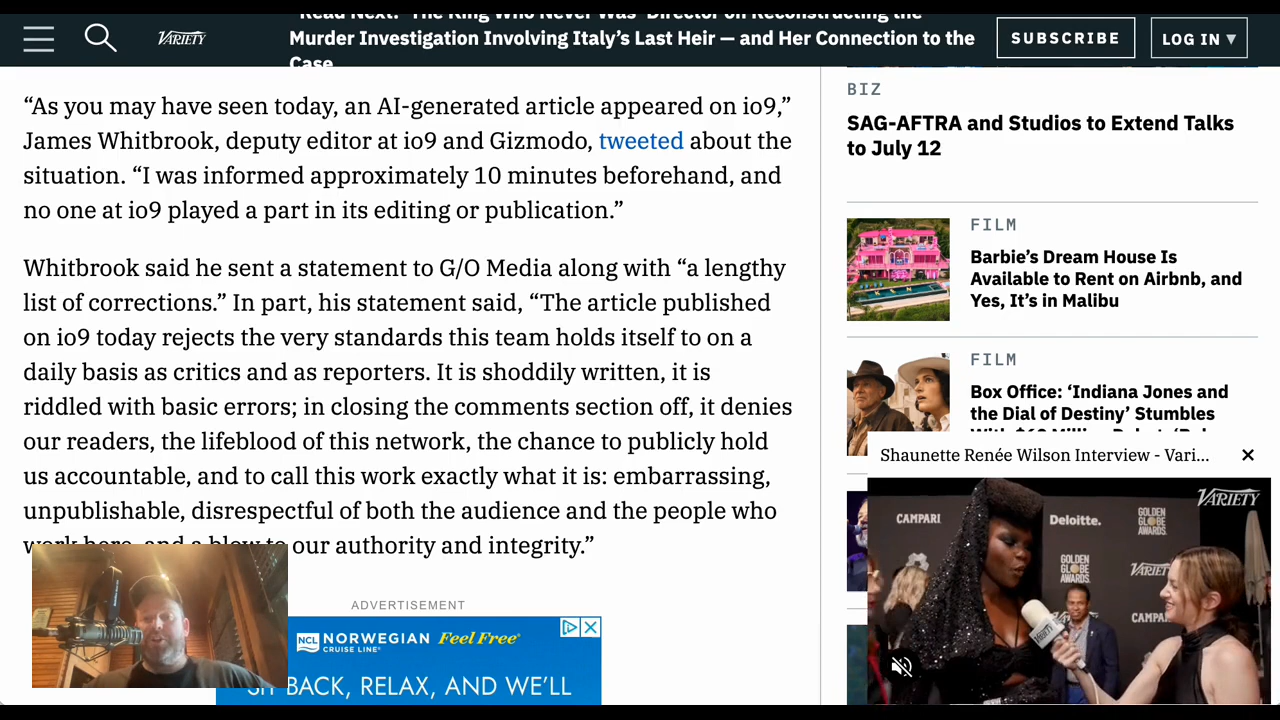 "Read Next: 'The King Who Never Was' Director on Reconstructing the
Murder Investigation Involving Italy's Last Heir — and Her Connection to the
Case
VARIETY
SUBSCRIBE
LOG IN ▼
“As you may have seen today, an AI-generated article appeared on io9,”
James Whitbrook, deputy editor at io9 and Gizmodo, tweeted about the
situation. “I was informed approximately 10 minutes beforehand, and
no one at io9 played a part in its editing or publication.”
Whitbrook said he sent a statement to G/O Media along with “a lengthy
list of corrections.” In part, his statement said, “The article published
on io9 today rejects the very standards this team holds itself to on a
daily basis as critics and as reporters. It is shoddily written, it is
riddled with basic errors; in closing the comments section off, it denies
our readers, the lifeblood of this network, the chance to publicly hold
us accountable, and to call this work exactly what it is: embarrassing,
unpublishable, disrespectful of both the audience and the people who
work here, and a blow to our authority and integrity.”
ADVERTISEMENT
NCL NORWEGIAN CRUISE LINE® Feel Free®
BACK, RELAX, AND WE'LL
BIZ
SAG-AFTRA and Studios to Extend Talks
to July 12
FILM
Barbie’s Dream House Is
Available to Rent on Airbnb, and
Yes, It’s in Malibu
FILM
Box Office: ‘Indiana Jones and
the Dial of Destiny’ Stumbles
Shaunette Renée Wilson Interview - Vari...
VARIETY
CAMPARI
Deloitte.
GOLDEN
GLOBE
AWARDS
GOLDEN
GLOBE
AWARDS.
VARIETY
CAMPARI
VARIETY